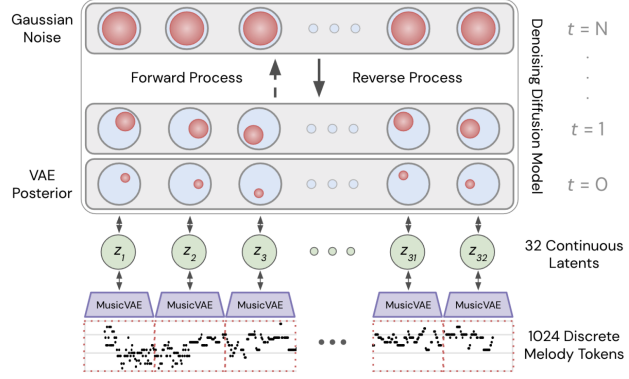 Gaussian
Noise
t = N
Forward Process
Reverse Process
Denoising Diffusion Model
t = 1
VAE
Posterior
t = 0
z1
z2
z3
z31
z32
32 Continuous
Latents
MusicVAE
MusicVAE
MusicVAE
MusicVAE
MusicVAE
1024 Discrete
Melody Tokens